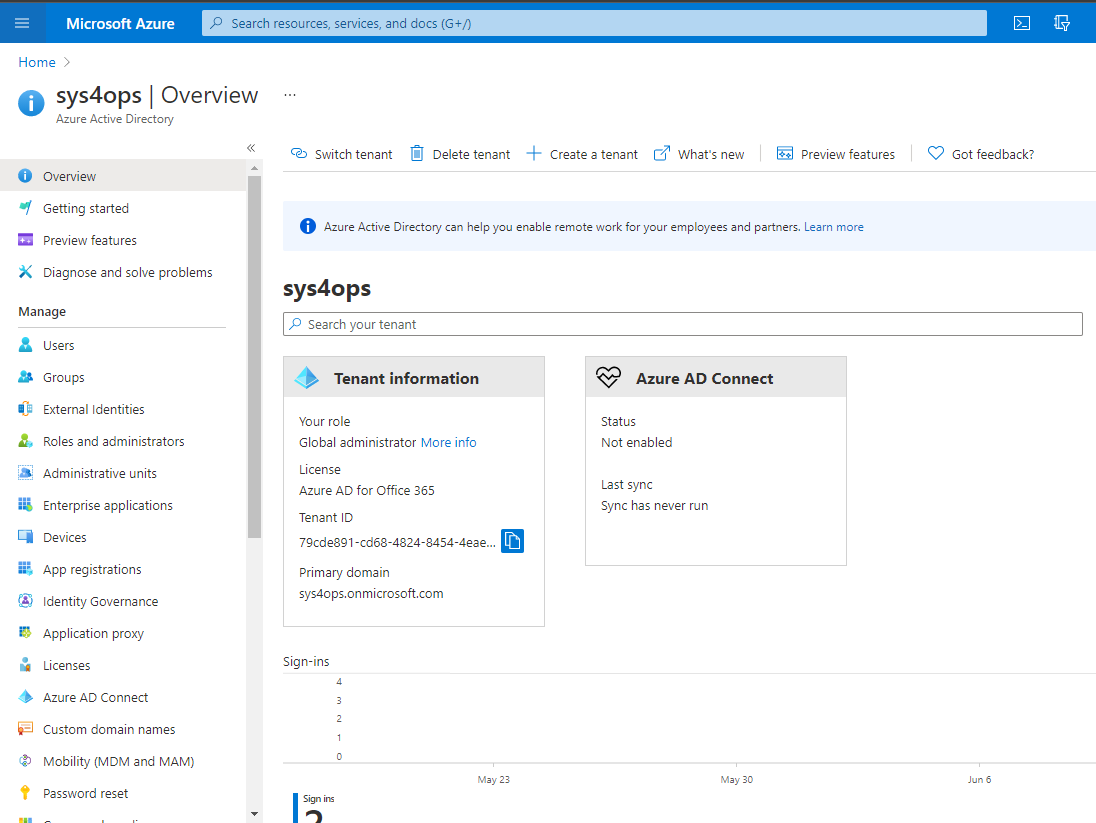 Microsoft Azure
Search resources, services, and docs (G+/)
Home
sys4ops | Overview
...
Azure Active Directory
«
Overview
Getting started
Preview features
Diagnose and solve problems
Manage
Users
Groups
External Identities
Roles and administrators
Administrative units
Enterprise applications
Devices
App registrations
Identity Governance
Application proxy
Licenses
Azure AD Connect
Custom domain names
Mobility (MDM and MAM)
Password reset
Switch tenant
Delete tenant
Create a tenant
What's new
Preview features
Got feedback?
Azure Active Directory can help you enable remote work for your employees and partners. Learn more
sys4ops
Search your tenant
Tenant information
Your role
Global administrator More info
License
Azure AD for Office 365
Tenant ID
79cde891-cd68-4824-8454-4eae...
Primary domain
sys4ops.onmicrosoft.com
Azure AD Connect
Status
Not enabled
Last sync
Sync has never run
Sign-ins
4
3
2
1
0
May 23
May 30
Jun 6
Sign ins
2